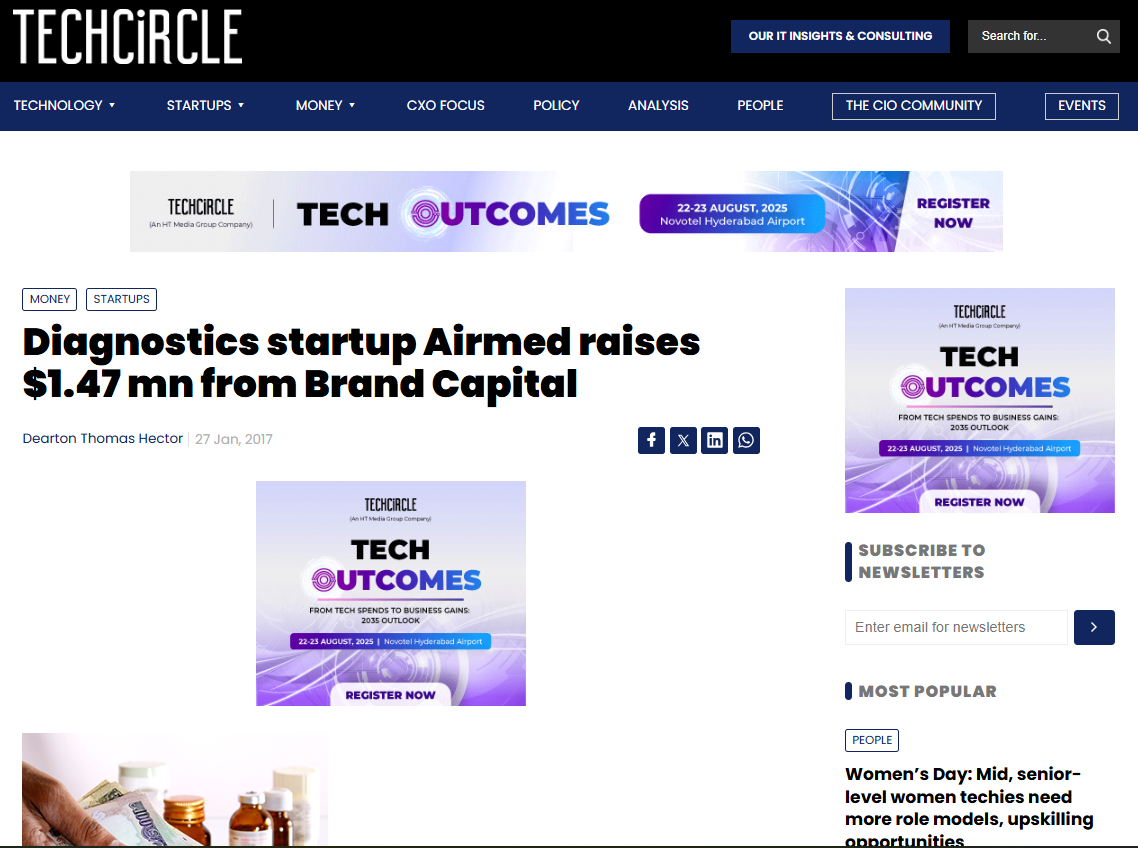 TECHCiRCLE
OUR IT INSIGHTS & CONSULTING
Search for...
TECHNOLOGY
STARTUPS
MONEY
CXO FOCUS
POLICY
ANALYSIS
PEOPLE
THE CIO COMMUNITY
EVENTS
TECHCiRCLE
(An HT Media Group Company)
TECH OUTCOMES
22-23 AUGUST, 2025
Novotel Hyderabad Airport
REGISTER
NOW
MONEY
STARTUPS
Diagnostics startup Airmed raises
$1.47 mn from Brand Capital
Dearton Thomas Hector
27 Jan, 2017
TECHCiRCLE
(An HT Media Group Company)
TECH
OUTCOMES
FROM TECH SPENDS TO BUSINESS GAINS:
2035 OUTLOOK
22-23 AUGUST, 2025 | Novotel Hyderabad Airport
REGISTER NOW
TECHCiRCLE
(An HT Media Group Company)
TECH
OUTCOMES
FROM TECH SPENDS TO BUSINESS GAINS:
2035 OUTLOOK
22-23 AUGUST, 2025 | Novotel Hyderabad Airport
REGISTER NOW
SUBSCRIBE TO
NEWSLETTERS
Enter email for newsletters
MOST POPULAR
PEOPLE
Women's Day: Mid, senior-
level women techies need
more role models, upskilling
opportunities